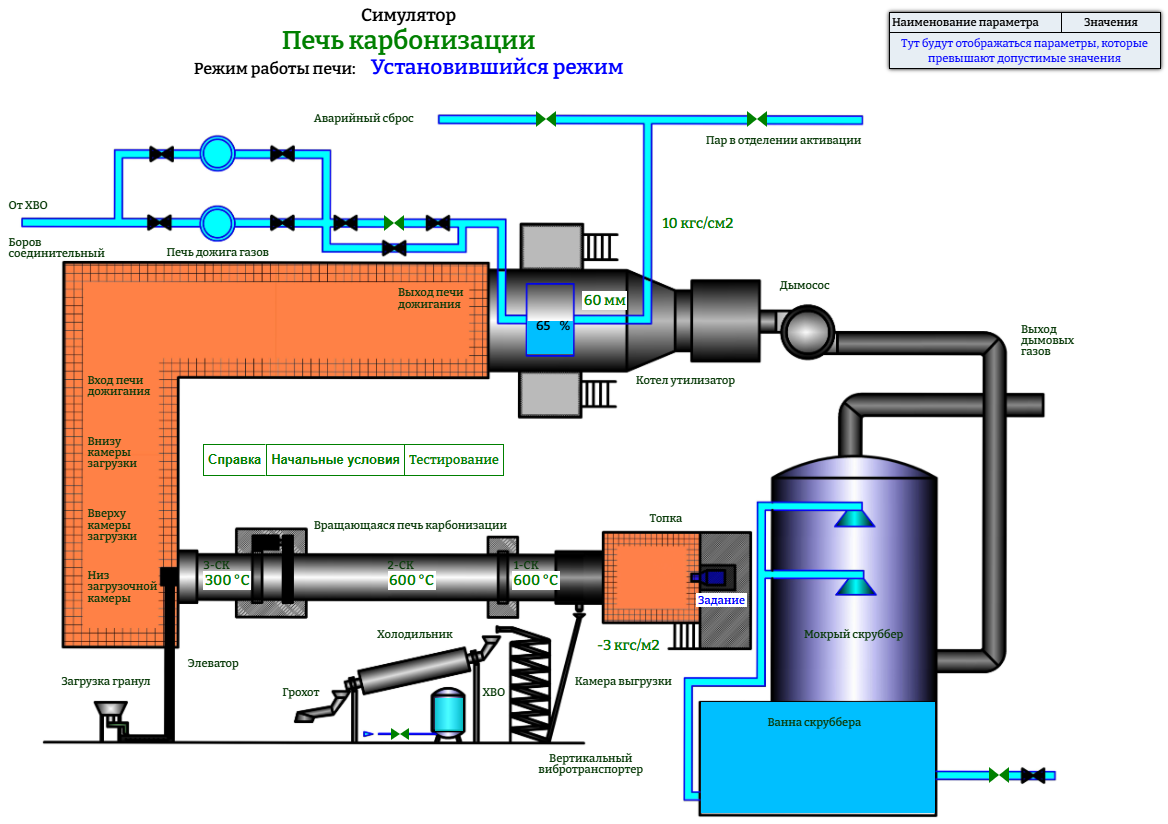 Симулятор
Печь карбонизации
Режим работы печи: Установившийся режим
Наименование параметра Значения
Тут будут отображаться параметры, которые
превышают допустимые значения
Аварийный сброс
Пар в отделении активации
От ХВО
10 кгс/см2
Боров
соединительный
Печь дожига газов
Выход печи
дожигания
60 мм
65 %
Дымосос
Выход
дымовых
газов
Котел утилизатор
Вход печи
дожигания
Внизу
камеры
загрузки
Справка Начальные условия Тестирование
Вверху
камеры
загрузки
Вращающаяся печь карбонизации
Топка
3-СК
300 °C
2-СК
600 °C
1-СК
600 °C
Низ
загрузочной
камеры
Задание
Мокрый скруббер
Холодильник
-3 кгс/м2
Элеватор
Загрузка гранул
Грохот
ХВО
Камера выгрузки
Ванна скруббера
Вертикальный
вибротранспортер